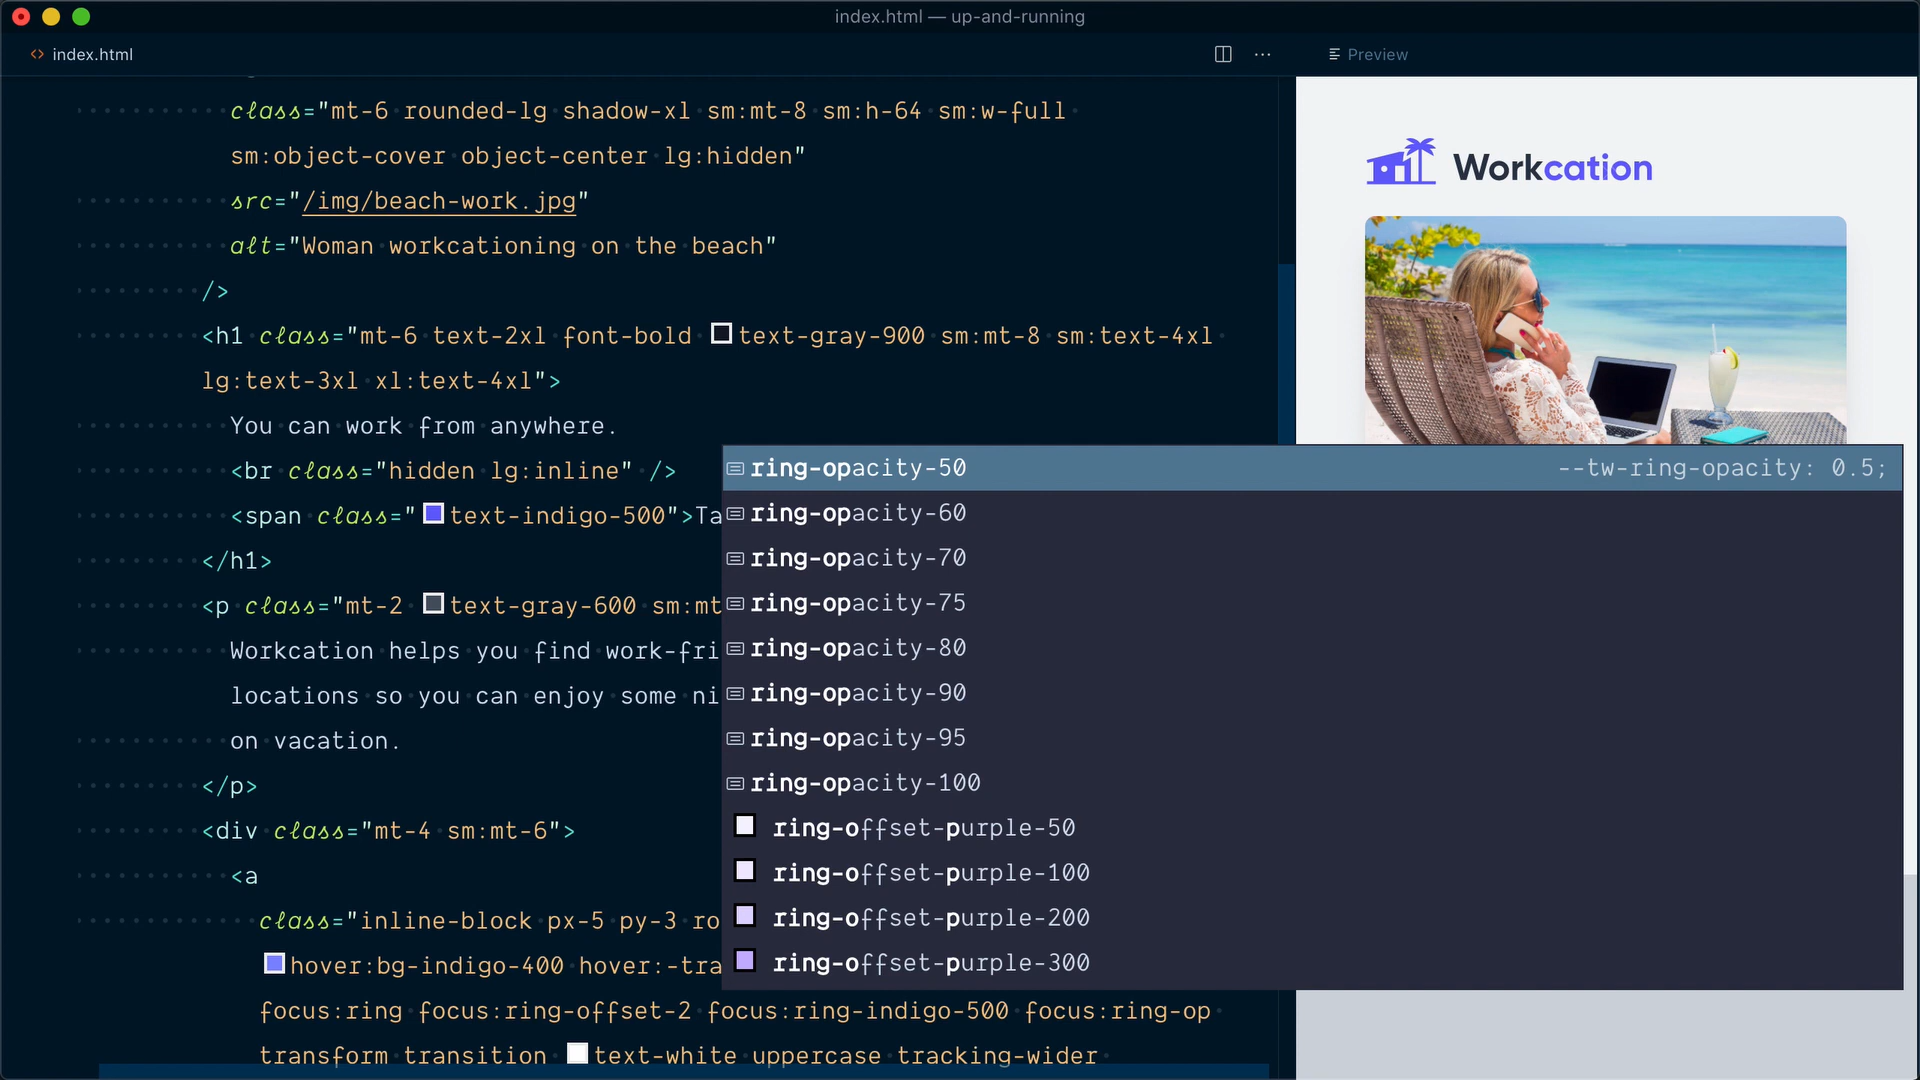 index.html — up-and-running
index.html
Preview
class="mt-6 rounded-lg shadow-xl sm:mt-8 sm:h-64 sm:w-full
sm:object-cover object-center lg:hidden"
src="/img/beach-work.jpg"
alt="Woman workcationing on the beach"
/>
<h1 class="mt-6 text-2xl font-bold text-gray-900 sm:mt-8 sm:text-4xl
lg:text-3xl xl:text-4xl">
You can work from anywhere.
<br class="hidden lg:inline" />
<span class="text-indigo-500">Ta
</h1>
<p class="mt-2 text-gray-600 sm:mt
Workcation helps you find work-fri
locations so you can enjoy some ni
on vacation.
</p>
<div class="mt-4 sm:mt-6">
<a
class="inline-block px-5 py-3 ro
hover:bg-indigo-400 hover:-tra
focus:ring focus:ring-offset-2 focus:ring-indigo-500 focus:ring-op
transform transition text-white uppercase tracking-wider
ring-opacity-50 --tw-ring-opacity: 0.5;
ring-opacity-60
ring-opacity-70
ring-opacity-75
ring-opacity-80
ring-opacity-90
ring-opacity-95
ring-opacity-100
ring-offset-purple-50
ring-offset-purple-100
ring-offset-purple-200
ring-offset-purple-300
Workcation